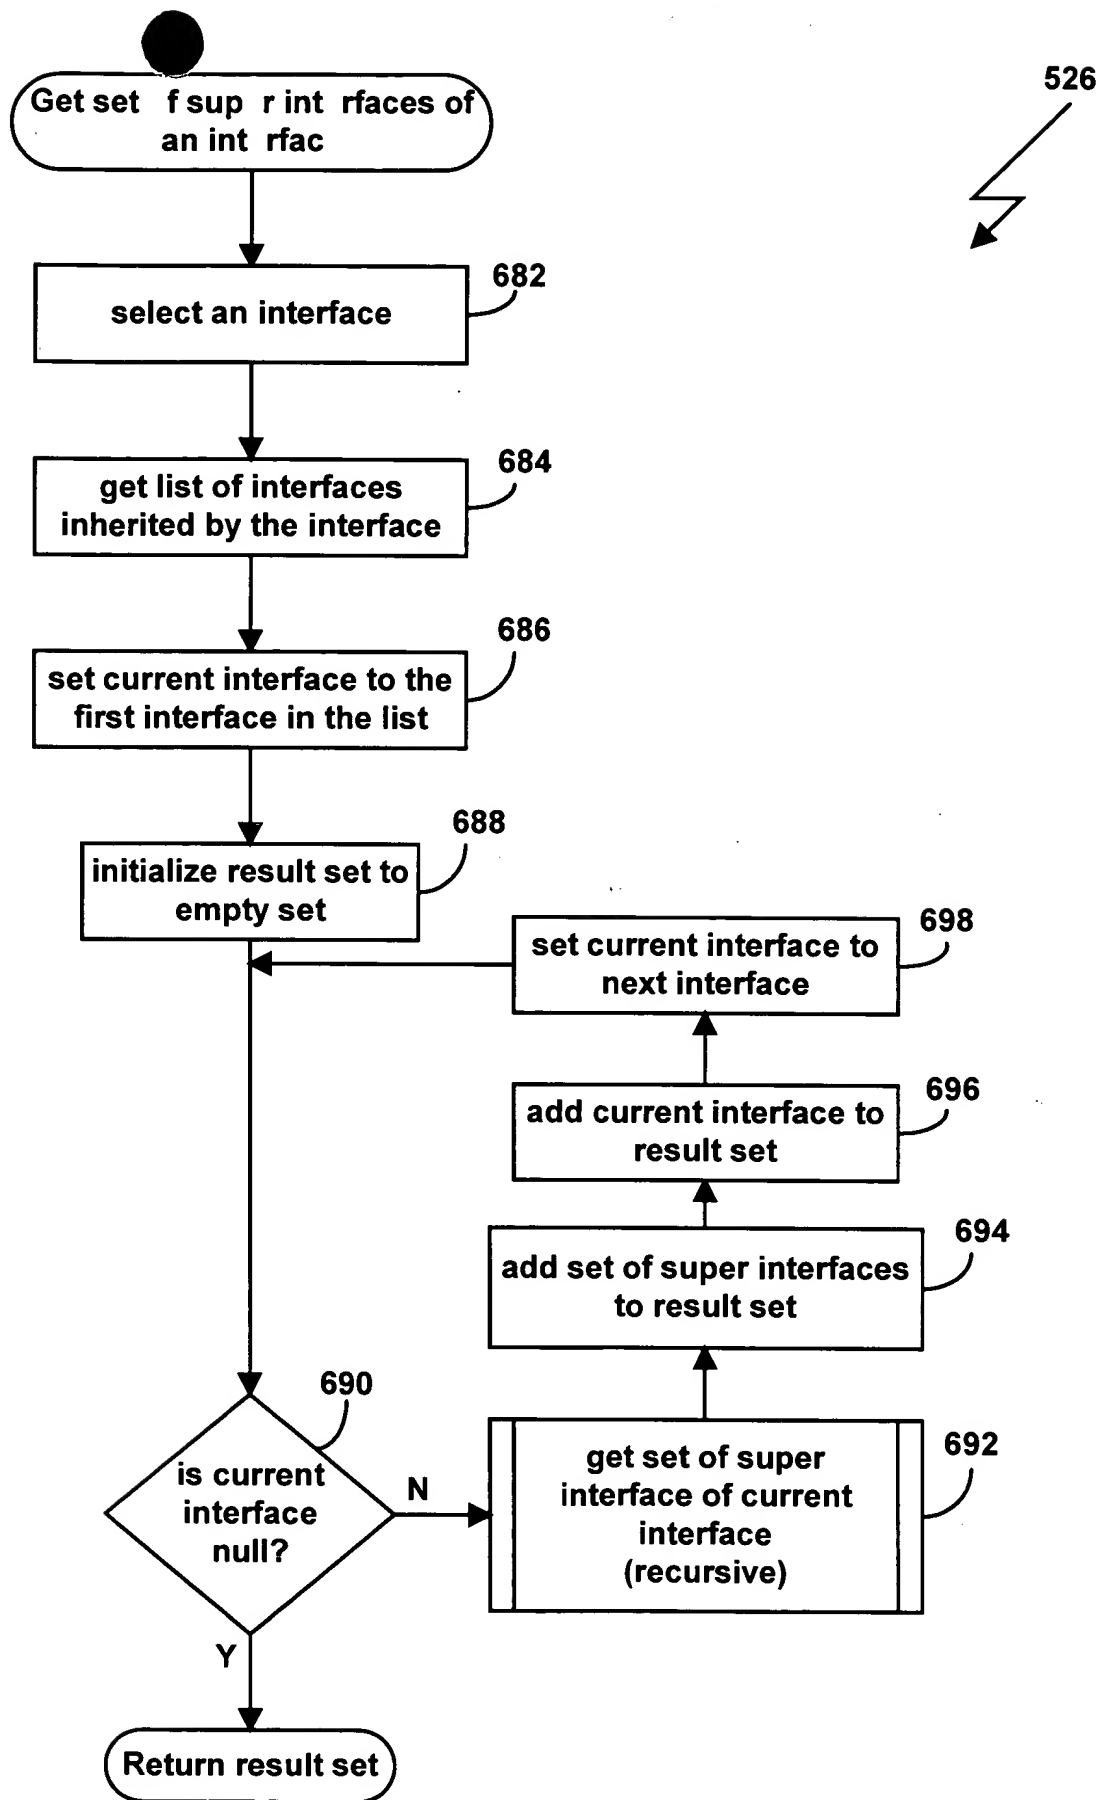 526
Get set f sup r int rfaces of
an int rfac
682
select an interface
684
get list of interfaces
inherited by the interface
686
set current interface to the
first interface in the list
688
initialize result set to
empty set
698
set current interface to
next interface
696
add current interface to
result set
694
add set of super interfaces
to result set
690
is current
interface
null?
N
692
get set of super
interface of current
interface
(recursive)
Y
Return result set